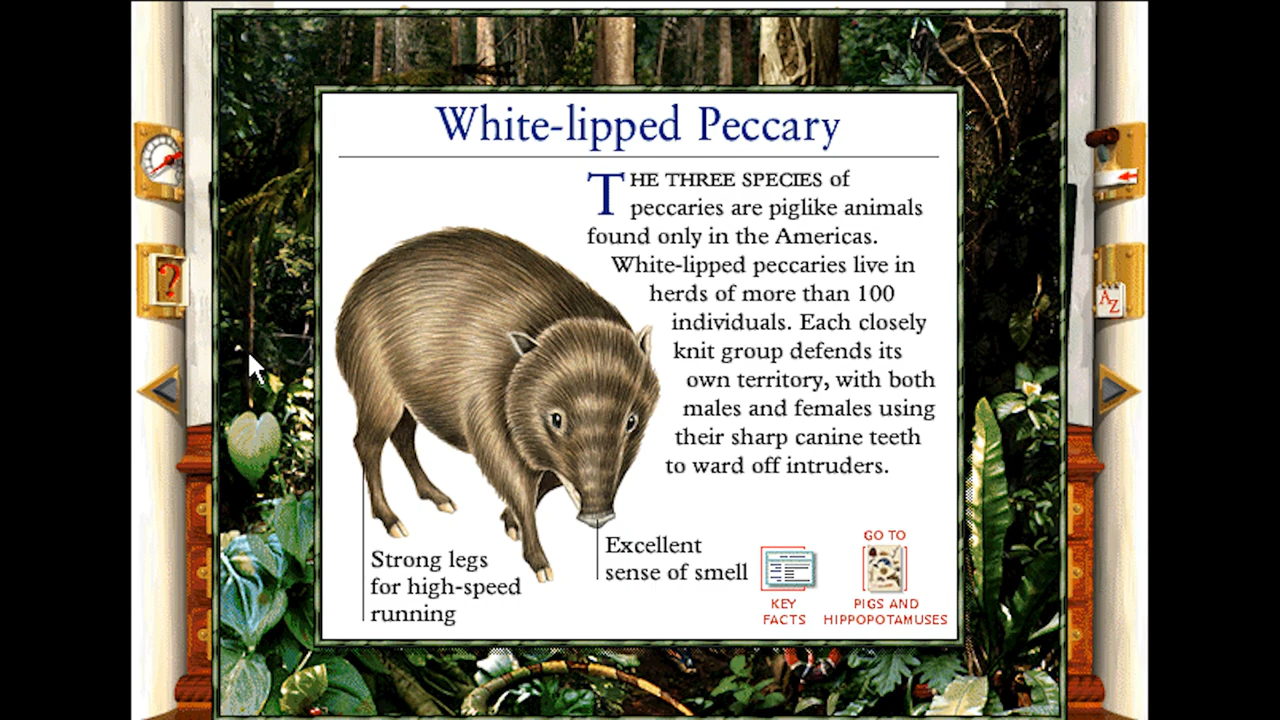 White-lipped Peccary
THE THREE SPECIES of
peccaries are piglike animals
found only in the Americas.
White-lipped peccaries live in
herds of more than 100
individuals. Each closely
knit group defends its
own territory, with both
males and females using
their sharp canine teeth
to ward off intruders.
Strong legs
for high-speed
running
Excellent
sense of smell
KEY
FACTS
GO TO
PIGS AND
HIPPOPOTAMUSES
?
A
Z